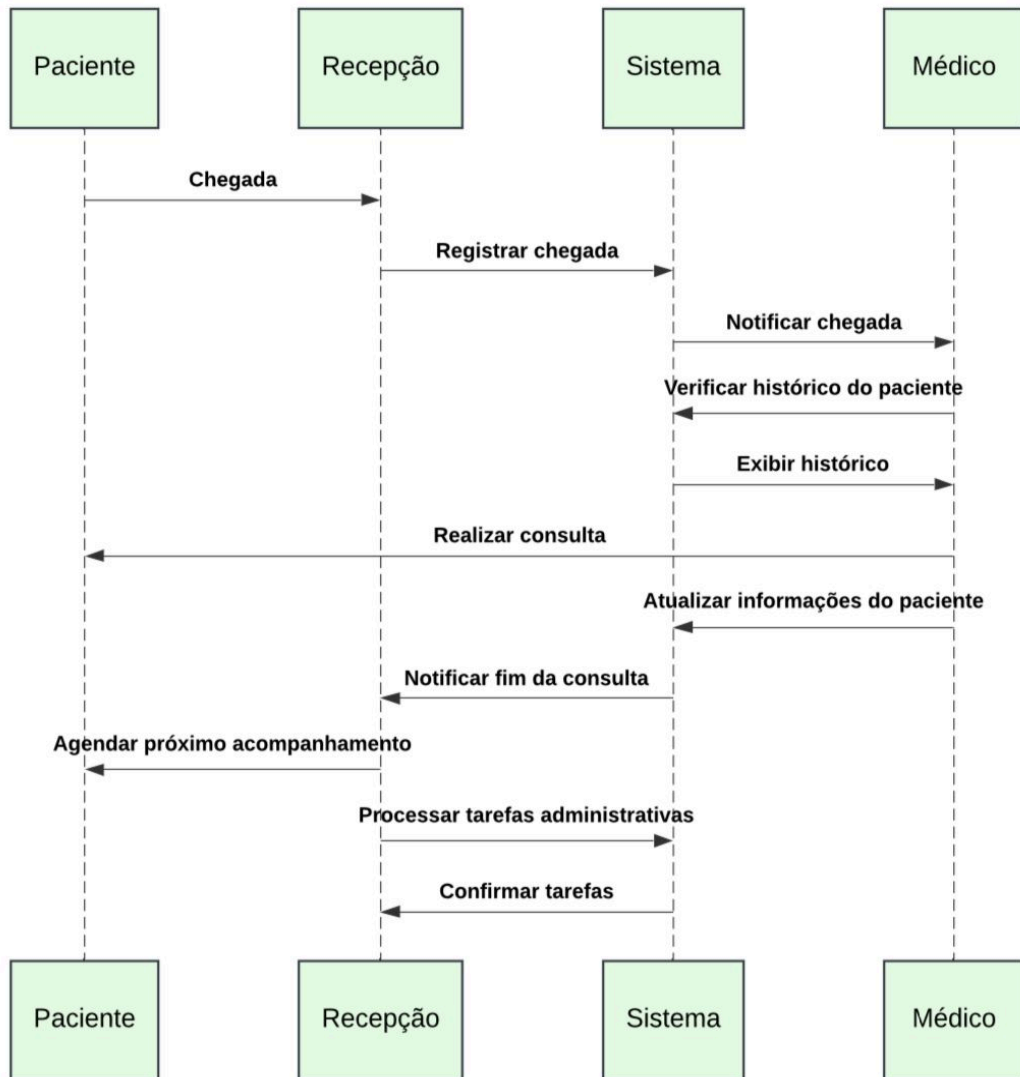 Paciente
Recepção
Sistema
Médico
Chegada
Registrar chegada
Notificar chegada
Verificar histórico do paciente
Exibir histórico
Realizar consulta
Atualizar informações do paciente
Notificar fim da consulta
Agendar próximo acompanhamento
Processar tarefas administrativas
Confirmar tarefas
Paciente
Recepção
Sistema
Médico